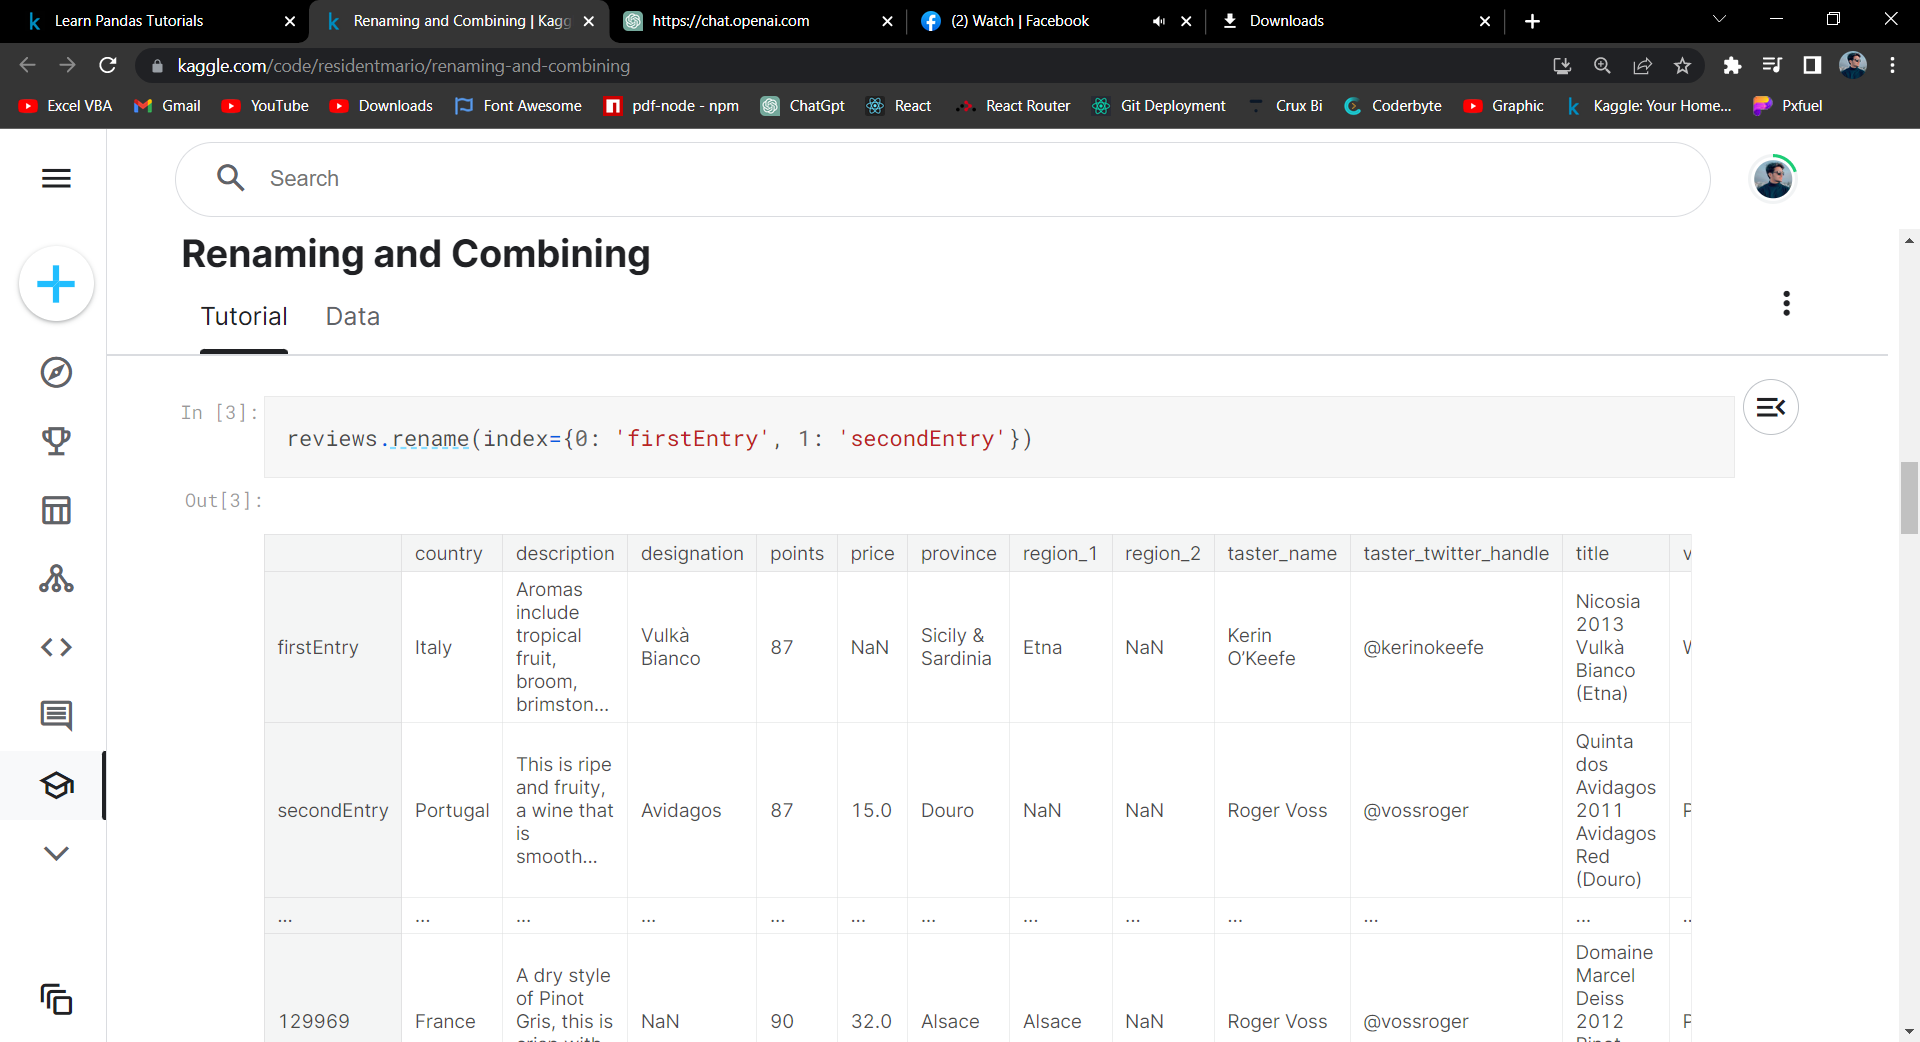 Learn Pandas Tutorials
Renaming and Combining | Kagg
https://chat.openai.com
(2) Watch | Facebook
Downloads
kaggle.com/code/residentmario/renaming-and-combining
Excel VBA Gmail YouTube Downloads Font Awesome pdf-node - npm ChatGpt React React Router Git Deployment Crux Bi Coderbyte Graphic Kaggle: Your Home... Pxfuel
Search
Renaming and Combining
Tutorial Data
In [3]:
reviews.rename(index={0: 'firstEntry', 1: 'secondEntry'})
Out[3]:
country description designation points price province region_1 region_2 taster_name taster_twitter_handle title v
firstEntry
Italy
Aromas
include
tropical
fruit,
broom,
brimston...
Vulkà
Bianco
87
NaN
Sicily &
Sardinia
Etna
NaN
Kerin
O’Keefe
@kerinokeefe
Nicosia
2013
Vulkà
Bianco
(Etna)
secondEntry
Portugal
This is ripe
and fruity,
a wine that
is
smooth...
Avidagos
87
15.0
Douro
NaN
NaN
Roger Voss
@vossroger
Quinta
dos
Avidagos
2011
Avidagos
Red
(Douro)
... ... ... ... ... ... ... ... ... ... ... ... ..
129969
France
A dry style
of Pinot
Gris, this is
crisp with
NaN
90
32.0
Alsace
Alsace
NaN
Roger Voss
@vossroger
Domaine
Marcel
Deiss
2012
Pinot